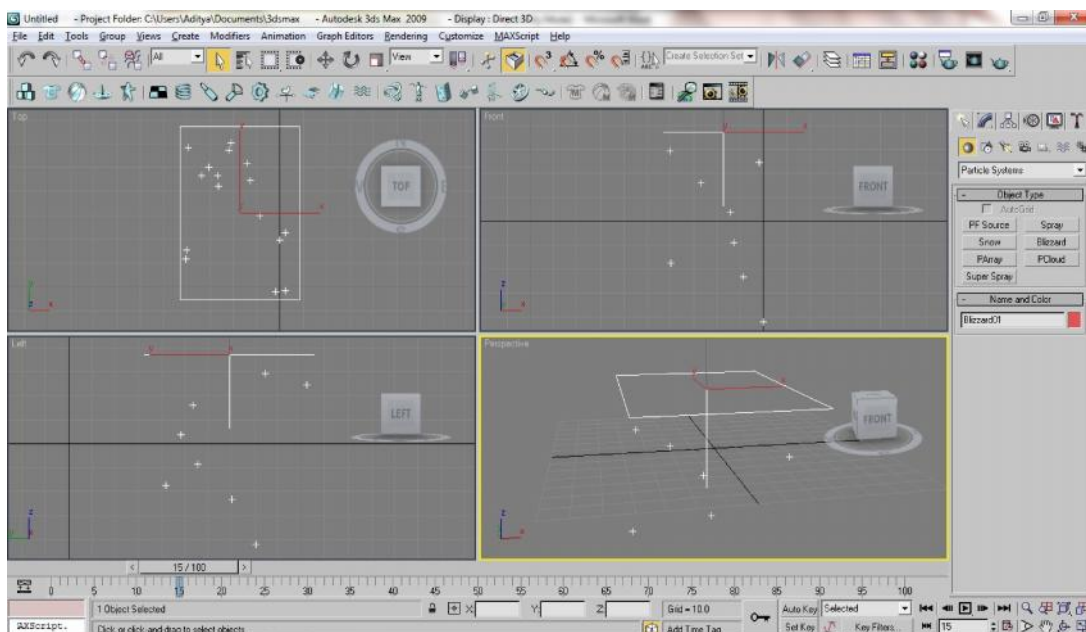 Untitled - Project Folder: C:\Users\Aditya\Documents\3dsmax - Autodesk 3ds Max 2009 - Display : Direct 3D
File Edit Tools Group Views Create Modifiers Animation Graph Editors Rendering Customize MAXScript Help
All View Create Selection Set
Top
TOP
Front
FRONT
Particle Systems
- Object Type
AutoGrid
PF Source Spray
Snow Blizzard
PArray PCloud
Super Spray
- Name and Color
Blizzard01
Left
LEFT
Perspective
FRONT
< 15 / 100 >
0 5 10 15 20 25 30 35 40 45 50 55 60 65 70 75 80 85 90 95 100
1 Object Selected X: Y: Z: Grid = 10.0 Auto Key Selected
AXScript. Click or click-and-drag to select objects Add Time Tag Set Key Key Filters... 15